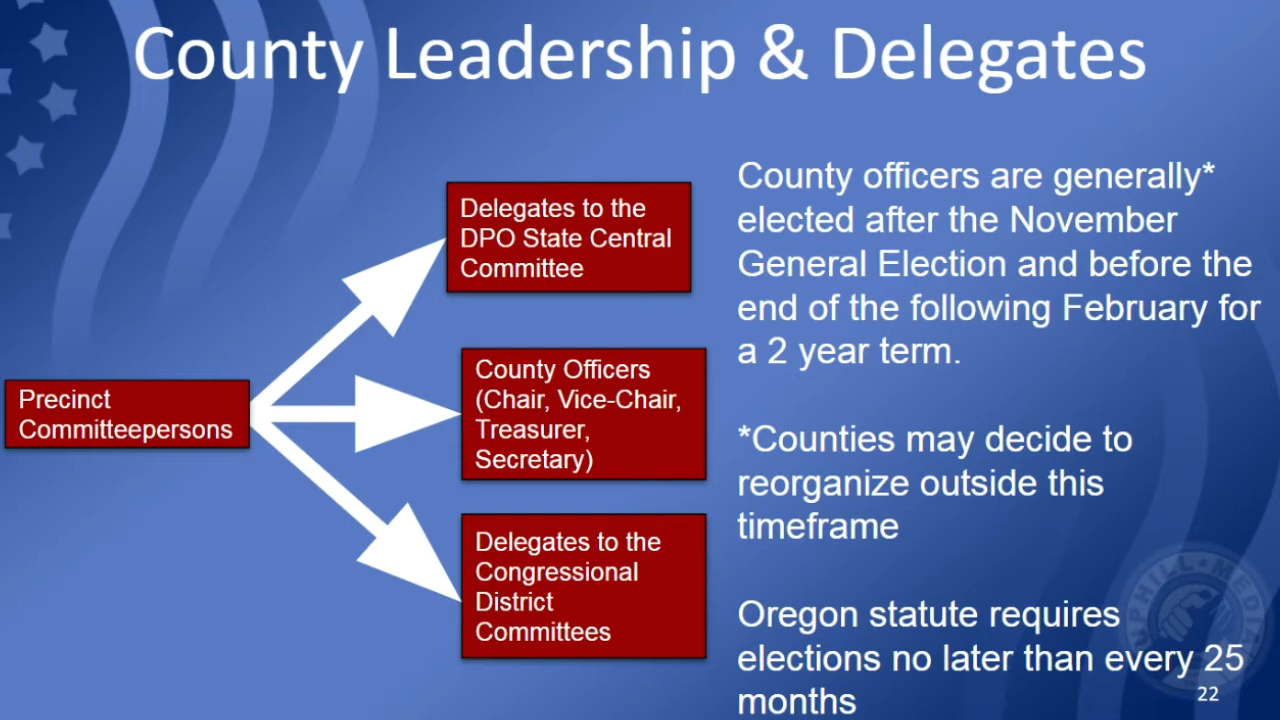 County Leadership & Delegates
Delegates to the
DPO State Central
Committee
Precinct
Committeepersons
County Officers
(Chair, Vice-Chair,
Treasurer,
Secretary)
Delegates to the
Congressional
District
Committees
County officers are generally*
elected after the November
General Election and before the
end of the following February for
a 2 year term.
*Counties may decide to
reorganize outside this
timeframe
Oregon statute requires
elections no later than every 25
months
22